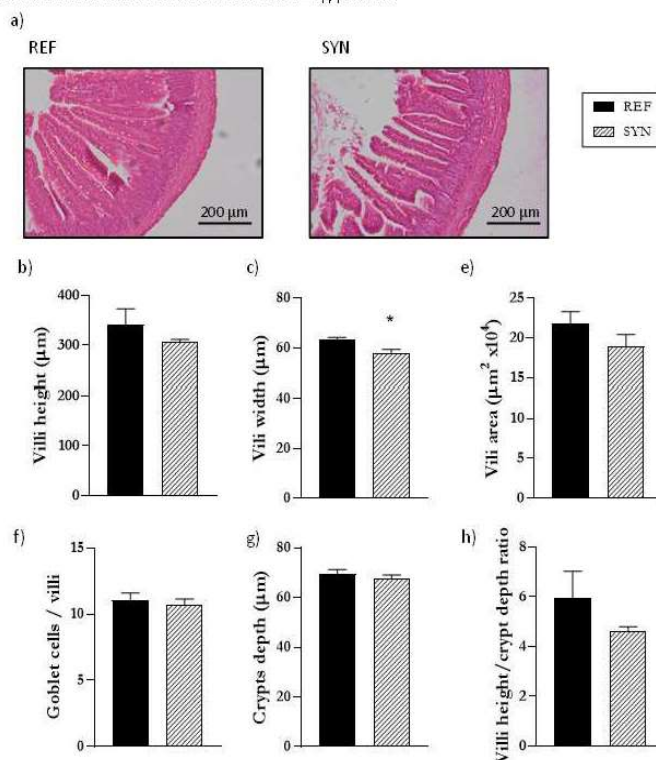 a)
REF
SYN
200 µm
200 µm
REF
SYN
b)
Villi height (µm)
400
300
200
100
0
c)
Vili width (µm)
80
60
40
20
0
*
e)
Vili area (µm² x10⁴)
25
20
15
10
5
0
f)
Goblet cells / villi
15
10
5
0
g)
Crypts depth (µm)
80
60
40
20
0
h)
Villi height/crypt depth ratio
8
6
4
2
0